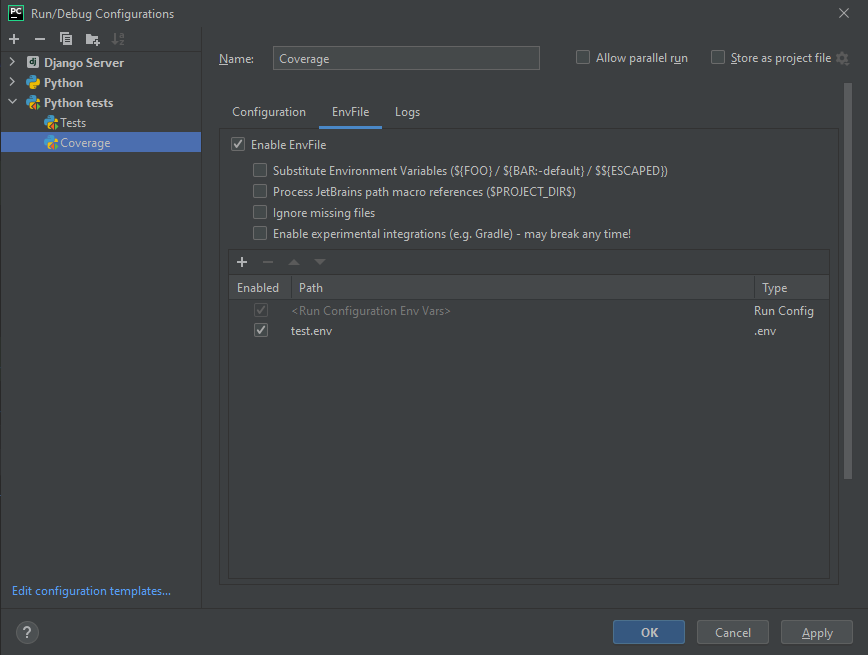 PC Run/Debug Configurations
dj Django Server
Python
Python tests
Tests
Coverage
Edit configuration templates...
Name: Coverage
Allow parallel run
Store as project file
Configuration EnvFile Logs
Enable EnvFile
Substitute Environment Variables (${FOO} / ${BAR:-default} / $${ESCAPED})
Process JetBrains path macro references ($PROJECT_DIR$)
Ignore missing files
Enable experimental integrations (e.g. Gradle) - may break any time!
Enabled Path Type
<Run Configuration Env Vars> Run Config
test.env .env
? OK Cancel Apply